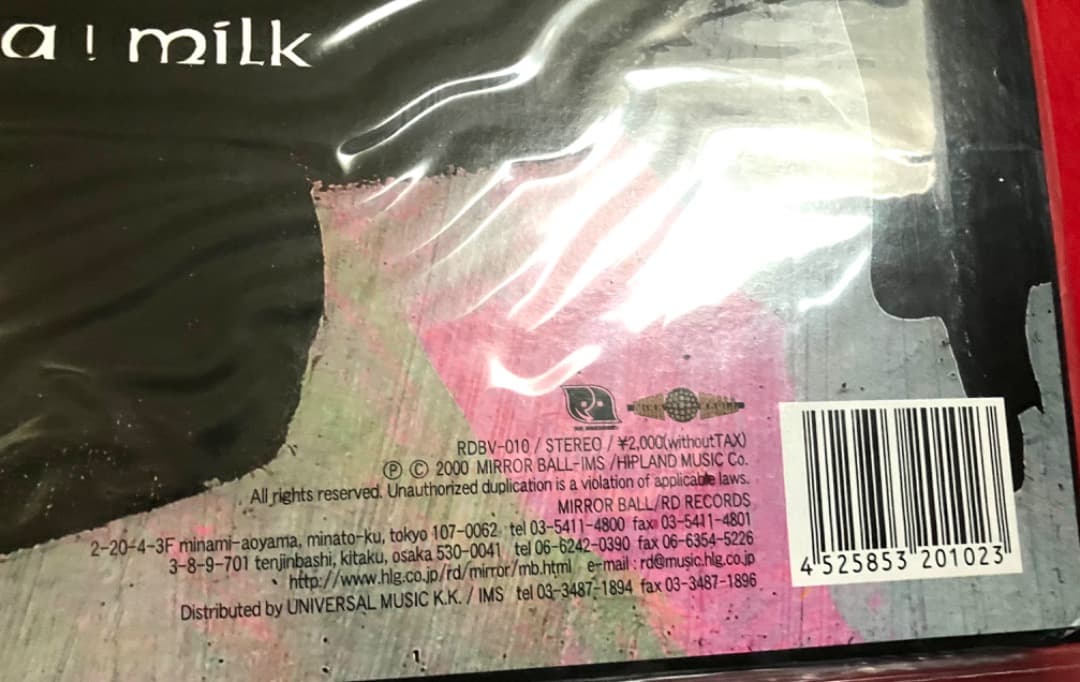 a ! milk
RDBV-010 / STEREO / ¥2,000(withoutTAX)
Ⓟ © 2000 MIRROR BALL-IMS /HIPLAND MUSIC Co.
All rights reserved. Unauthorized duplication is a violation of applicable laws.
MIRROR BALL/RD RECORDS
2-20-4-3F minami-aoyama, minato-ku, tokyo 107-0062 tel 03-5411-4800 fax 03-5411-4801
3-8-9-701 tenjinbashi, kitaku, osaka 530-0041 tel 06-6242-0390 fax 06-6354-5226
http://www.hlg.co.jp/rd/mirror/mb.html e-mail : rd@music.hlg.co.jp
Distributed by UNIVERSAL MUSIC K.K. / IMS tel 03-3487-1894 fax 03-3487-1896
4 525853 201023